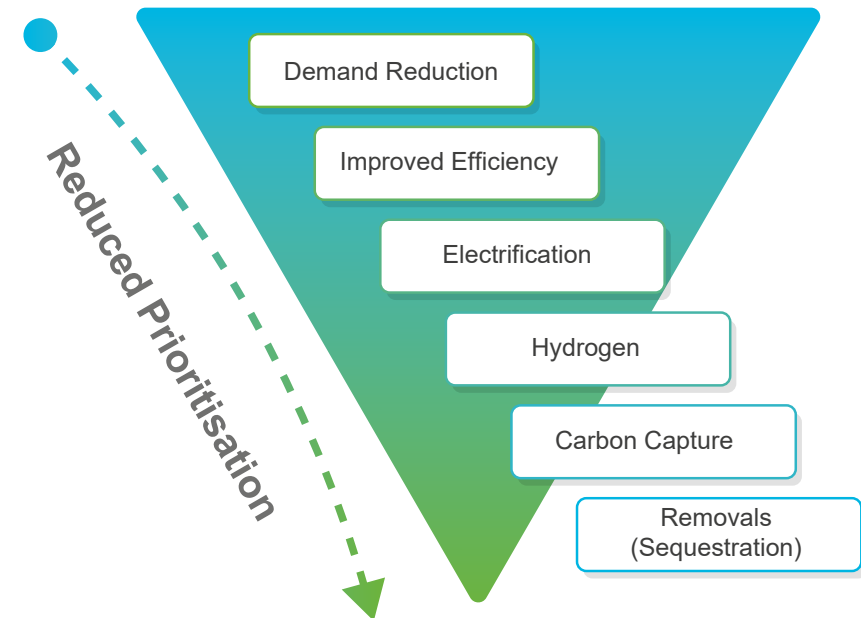 Demand Reduction
Improved Efficiency
Electrification
Hydrogen
Carbon Capture
Removals
(Sequestration)
Reduced Prioritisation